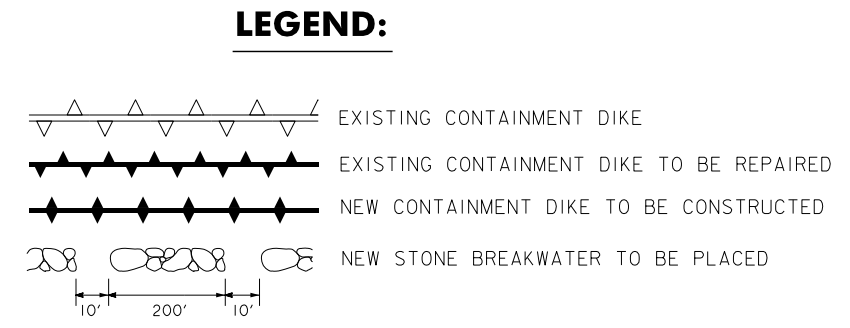 LEGEND:
EXISTING CONTAINMENT DIKE
EXISTING CONTAINMENT DIKE TO BE REPAIRED
NEW CONTAINMENT DIKE TO BE CONSTRUCTED
NEW STONE BREAKWATER TO BE PLACED
10' 200' 10'